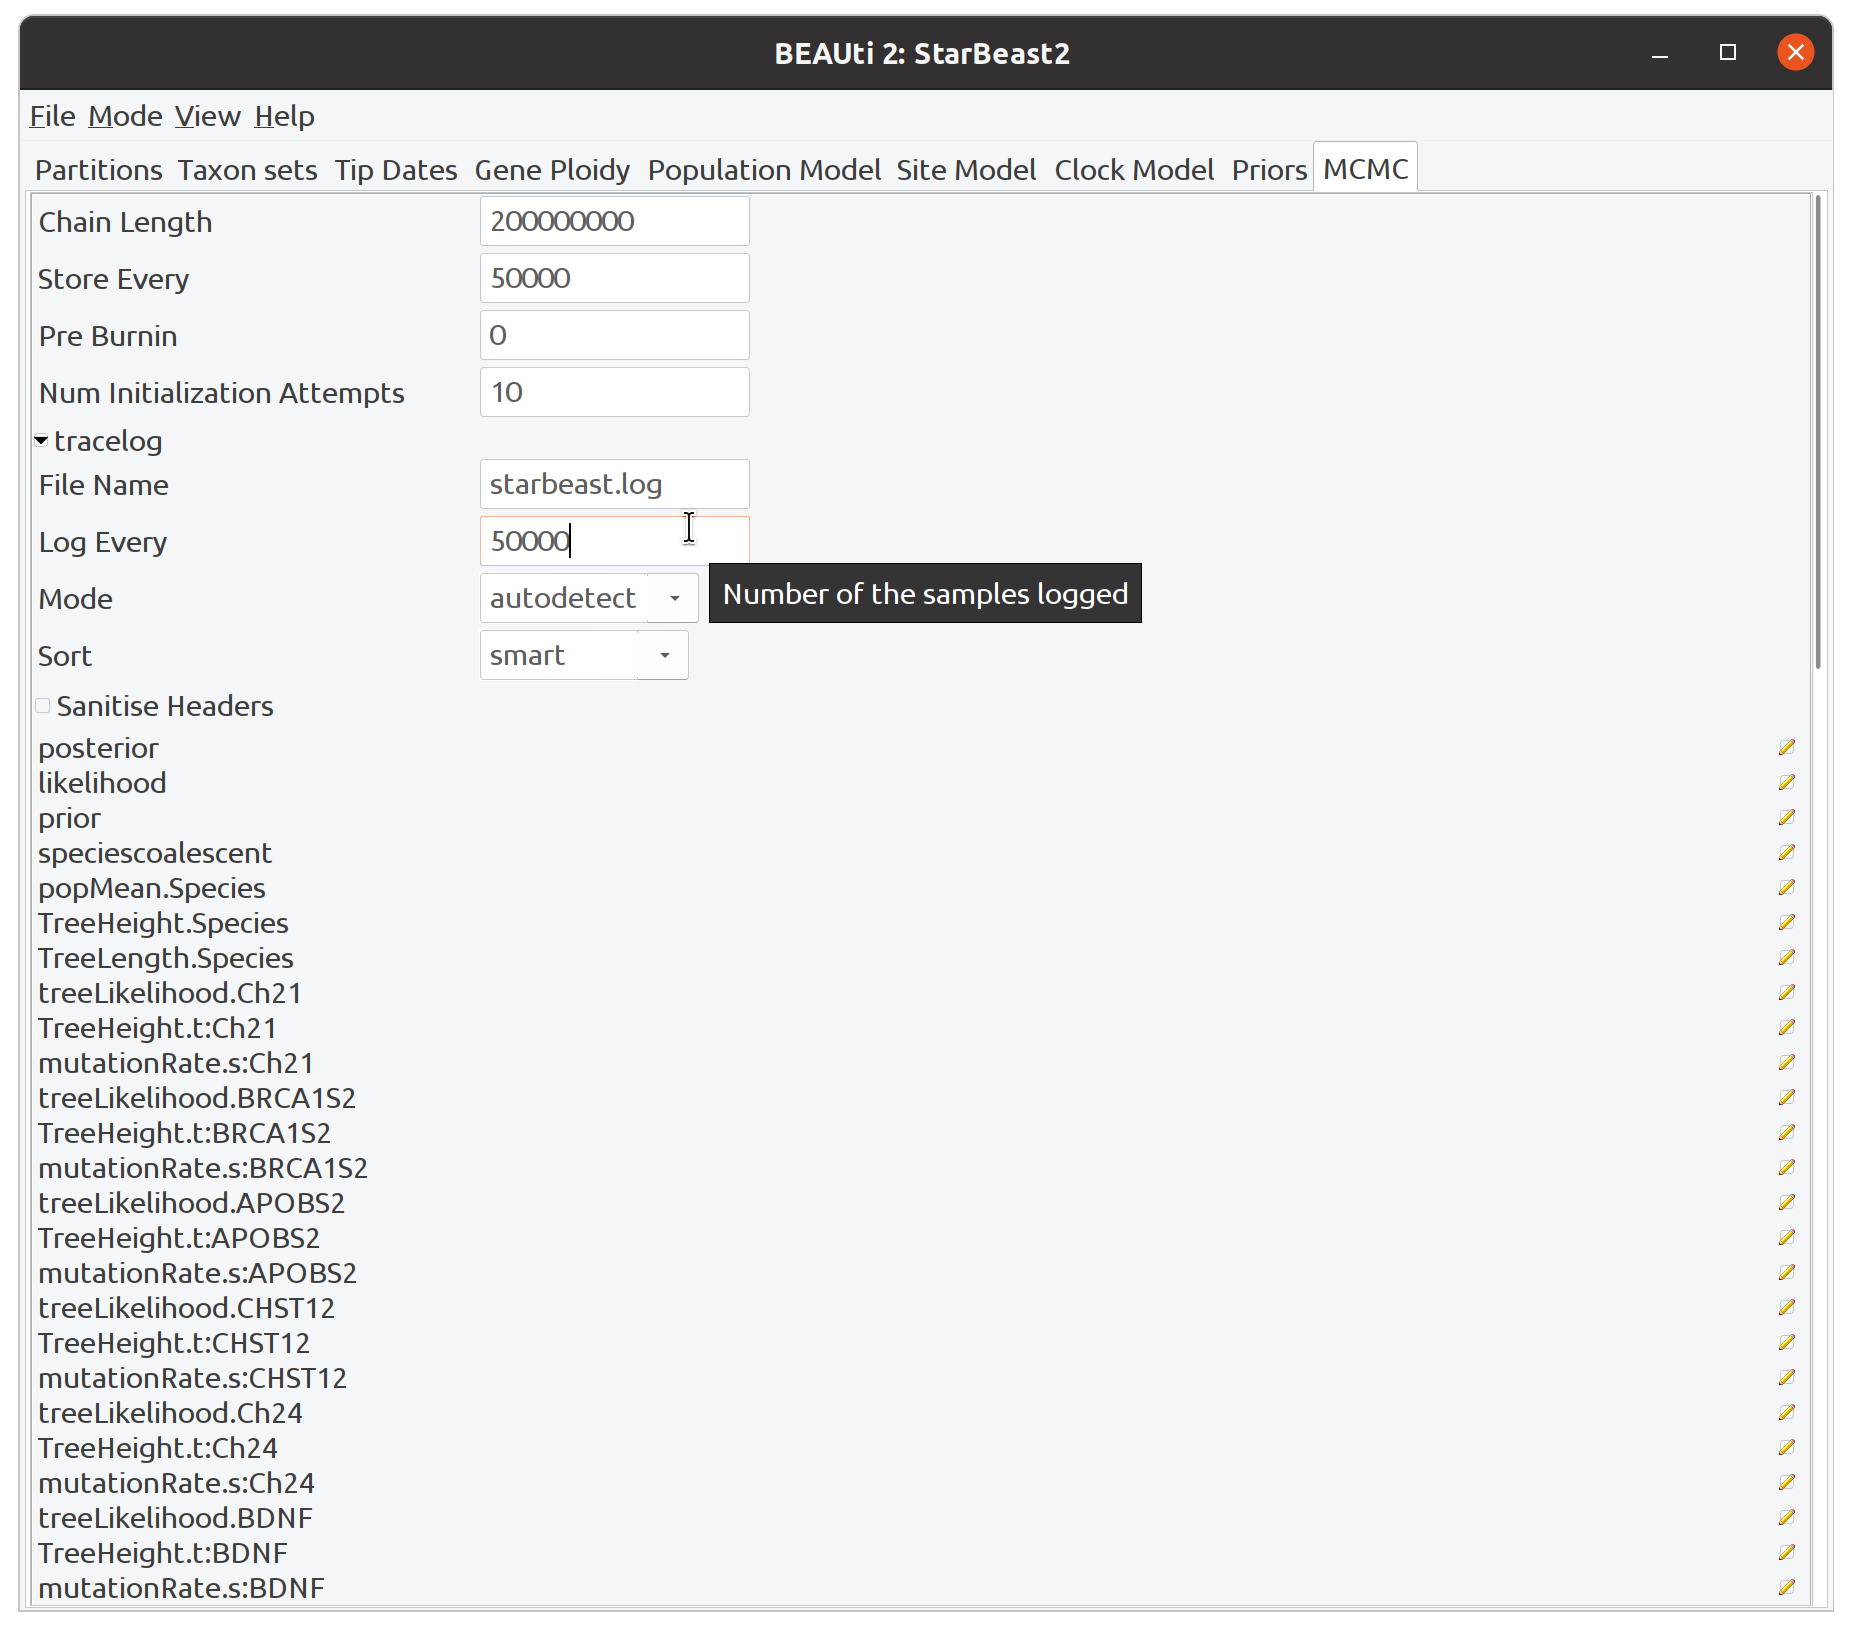 BEAUti 2: StarBeast2
File Mode View Help
Partitions Taxon sets Tip Dates Gene Ploidy Population Model Site Model Clock Model Priors MCMC
Chain Length 200000000
Store Every 50000
Pre Burnin 0
Num Initialization Attempts 10
tracelog
File Name starbeast.log
Log Every 50000
Mode autodetect Number of the samples logged
Sort smart
Sanitise Headers
posterior
likelihood
prior
speciescoalescent
popMean.Species
TreeHeight.Species
TreeLength.Species
treeLikelihood.Ch21
TreeHeight.t:Ch21
mutationRate.s:Ch21
treeLikelihood.BRCA1S2
TreeHeight.t:BRCA1S2
mutationRate.s:BRCA1S2
treeLikelihood.APOBS2
TreeHeight.t:APOBS2
mutationRate.s:APOBS2
treeLikelihood.CHST12
TreeHeight.t:CHST12
mutationRate.s:CHST12
treeLikelihood.Ch24
TreeHeight.t:Ch24
mutationRate.s:Ch24
treeLikelihood.BDNF
TreeHeight.t:BDNF
mutationRate.s:BDNF